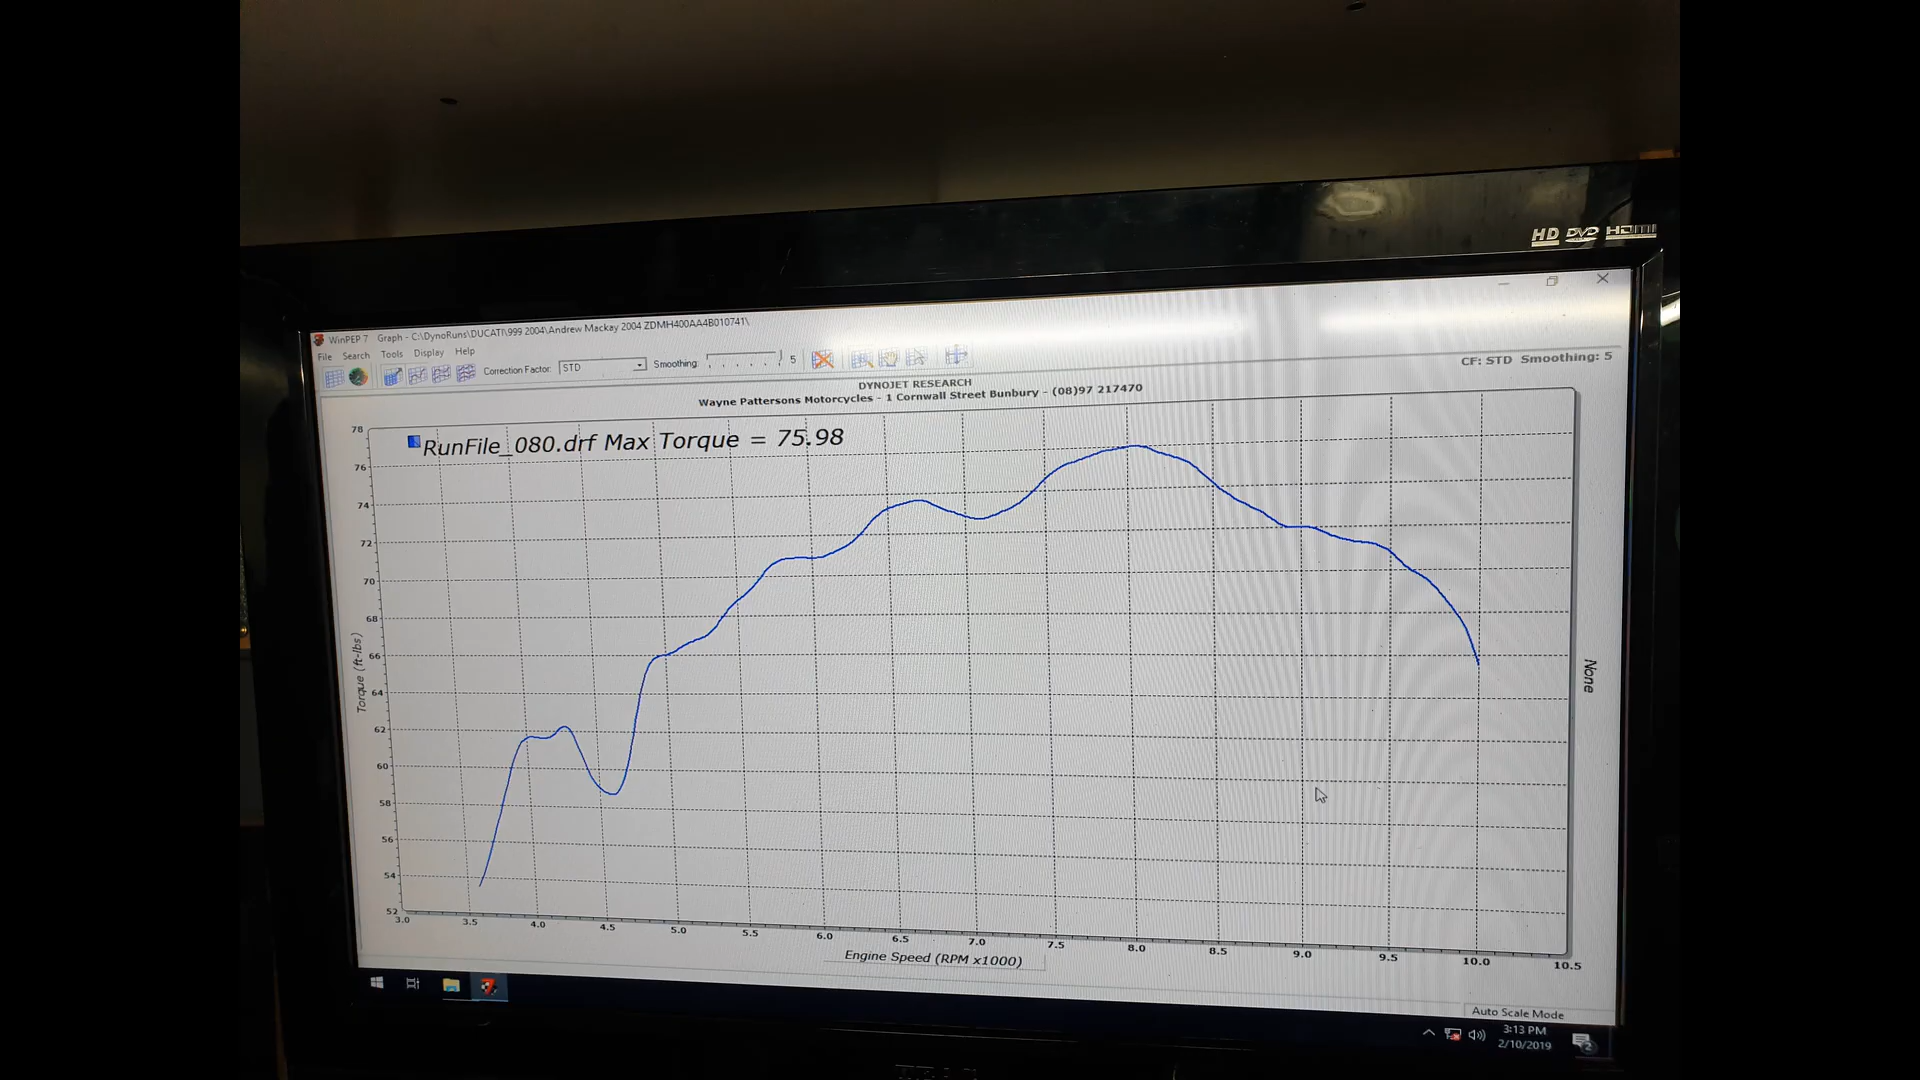 HD DVD HDMI
WinPEP 7 Graph - C:\DynoRuns\DUCATI\999 2004\Andrew Mackay 2004 ZDMH400AA4B010741\
File Search Tools Display Help
Correction Factor: STD Smoothing: 5
CF: STD Smoothing: 5
DYNOJET RESEARCH
Wayne Pattersons Motorcycles - 1 Cornwall Street Bunbury - (08)97 217470
RunFile_080.drf Max Torque = 75.98
78
76
74
72
70
68
66
64
62
60
58
56
54
52
Torque (ft-lbs)
None
3.0 3.5 4.0 4.5 5.0 5.5 6.0 6.5 7.0 7.5 8.0 8.5 9.0 9.5 10.0 10.5
Engine Speed (RPM x1000)
Auto Scale Mode
3:13 PM
2/10/2019
2